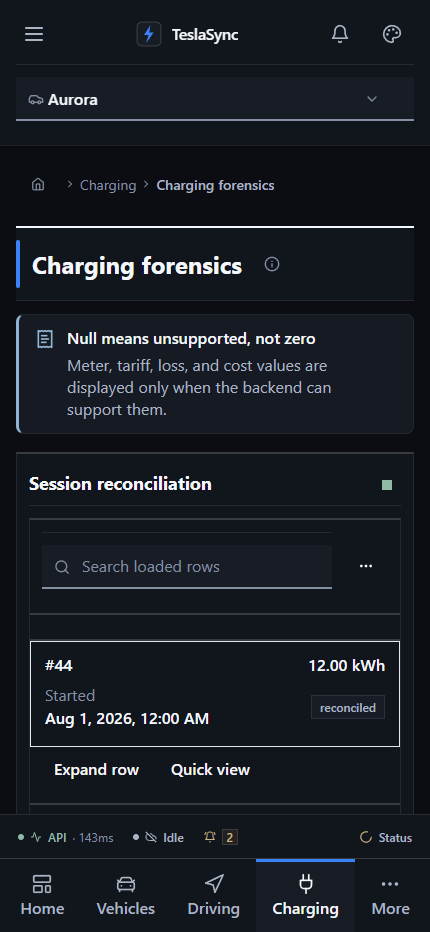 TeslaSync
Aurora
Charging
Charging forensics
Charging forensics
Null means unsupported, not zero
Meter, tariff, loss, and cost values are
displayed only when the backend can
support them.
Session reconciliation
Search loaded rows
#44
12.00 kWh
Started
Aug 1, 2026, 12:00 AM
reconciled
Expand row
Quick view
API · 143ms
Idle
2
Status
Home
Vehicles
Driving
Charging
More